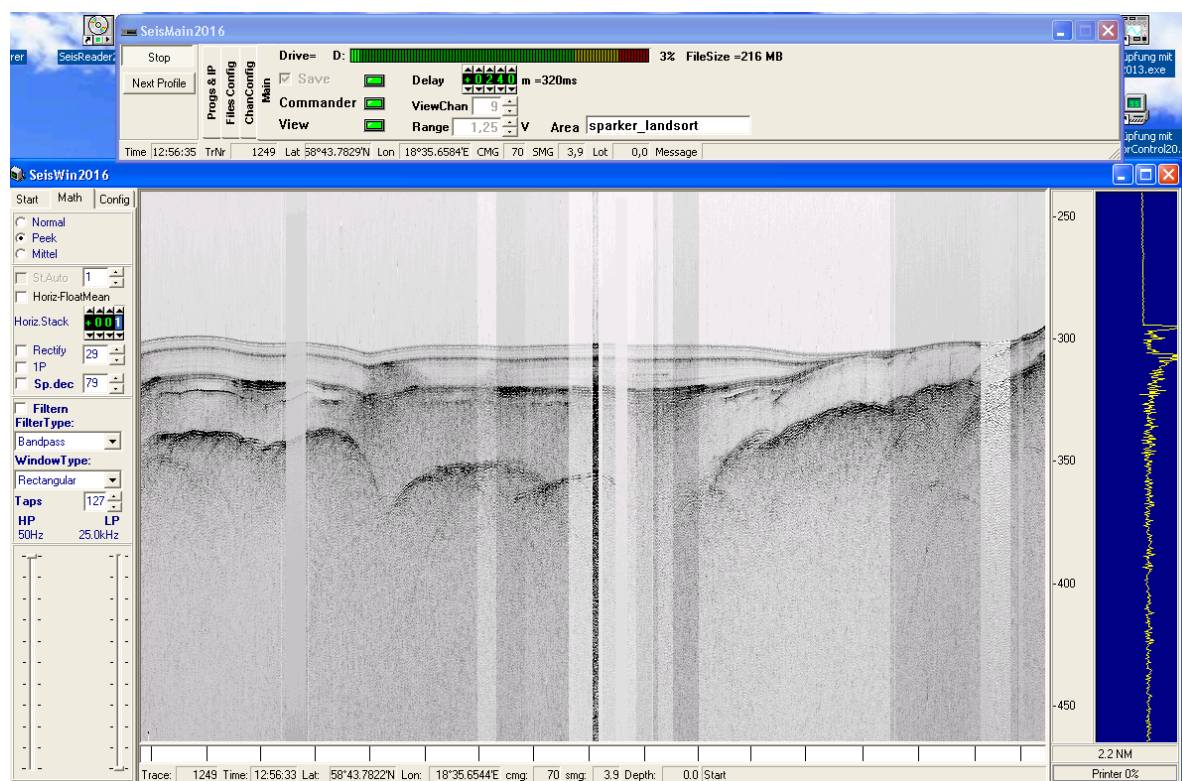 SeisMain2016
rer
SeisReader2
Stop
Next Profile
Progs & IP
Files Config
ChanConfig
Main
Drive= D: 3% FileSize =216 MB
Save
Delay +0240 m =320ms
Commander
ViewChan 9
View
Range 1,25 V Area sparker_landsort
Time 12:56:35 TrNr 1249 Lat 58°43.7829'N Lon 18°35.6584'E CMG 70 SMG 3,9 Lot 0,0 Message
üpfung mit
2013.exe
üpfung mit
orControl20.
SeisWin2016
Start Math Config
Normal
Peek
Mittel
St.Auto 1
Horiz-FloatMean
Horiz.Stack +001
Rectify 29
1P
Sp.dec 79
Filtern
FilterType:
Bandpass
WindowType:
Rectangular
Taps 127
HP LP
50Hz 25.0kHz
-250
-300
-350
-400
-450
2.2 NM
Trace: 1249 Time: 12:56:33 Lat: 58°43.7822'N Lon: 18°35.6544'E cmg: 70 smg: 3.9 Depth: 0.0 Start
Printer 0%